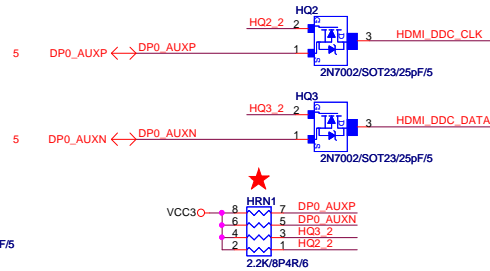 HQ2
HQ2_2 2 G D S 3 HDMI_DDC_CLK
5 DP0_AUXP DP0_AUXP 1
2N7002/SOT23/25pF/5
HQ3
HQ3_2 2 G D S 3 HDMI_DDC_DATA
5 DP0_AUXN DP0_AUXN 1
2N7002/SOT23/25pF/5
HRN1
VCC3 8 7 DP0_AUXP
6 5 DP0_AUXN
4 3 HQ3_2
2 1 HQ2_2
F/5
2.2K/8P4R/6